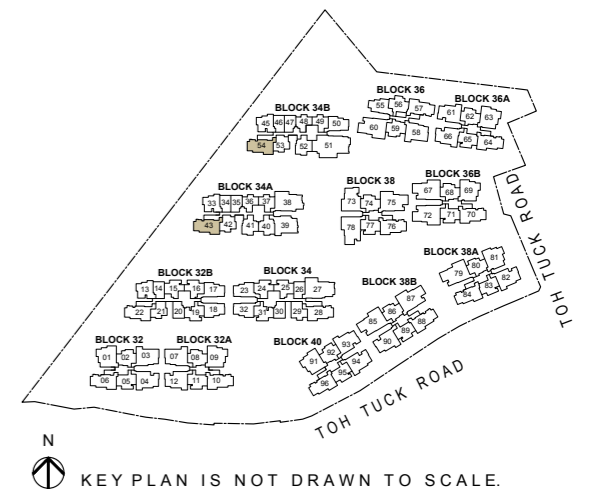 BLOCK 36
BLOCK 36A
55 56 57
61 62 63
60 59 58
66 65 64
BLOCK 34B
45 46 47 48 49 50
54 53 52 51
BLOCK 34A
33 34 35 36 37 38
43 42 41 40 39
BLOCK 38
73 74 75
78 77 76
BLOCK 36B
67 68 69
72 71 70
BLOCK 38A
79 80 81
84 83 82
TOH TUCK ROAD
BLOCK 32B
13 14 15 16 17
22 21 20 19 18
BLOCK 34
23 24 25 26 27
32 31 30 29 28
BLOCK 38B
85 86 87
90 89 88
BLOCK 32
01 02 03
06 05 04
BLOCK 32A
07 08 09
12 11 10
BLOCK 40
91 92 93
96 95 94
TOH TUCK ROAD
N
KEY PLAN IS NOT DRAWN TO SCALE.